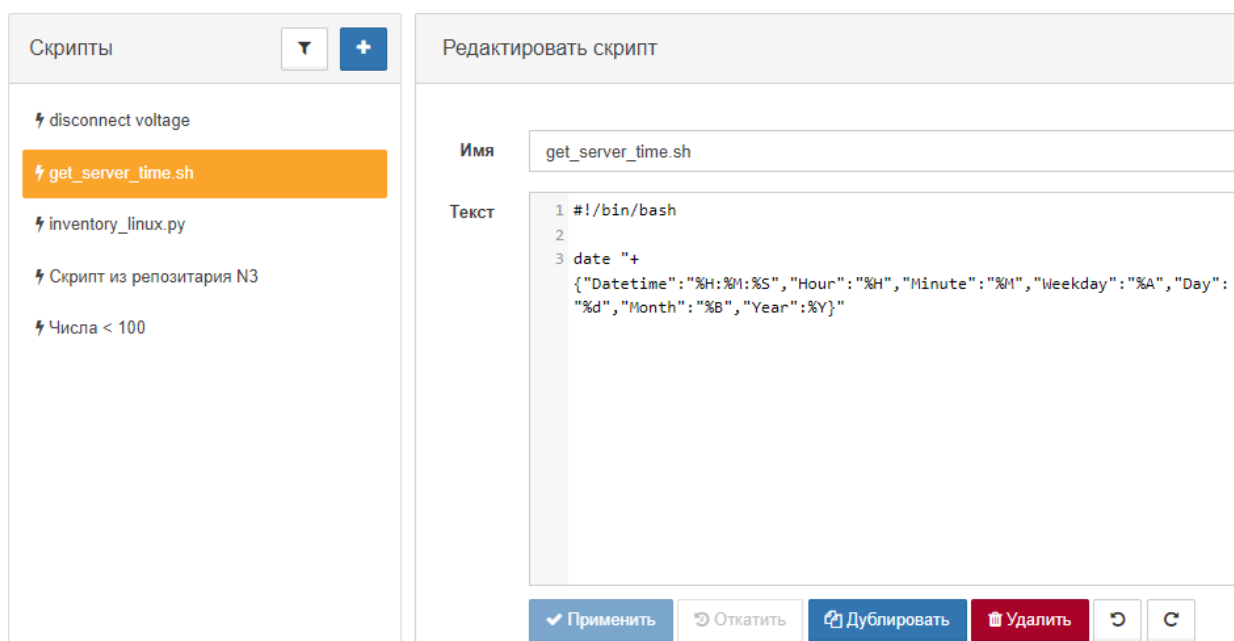 Скрипты
Редактировать скрипт
disconnect voltage
get_server_time.sh
inventory_linux.py
Скрипт из репозитария N3
Числа < 100
Имя
get_server_time.sh
Текст
1 #!/bin/bash
2
3 date "+
{"Datetime":"%H:%M:%S","Hour":"%H","Minute":"%M","Weekday":"%A","Day":
"%d","Month":"%B","Year":%Y}"
Применить
Откатить
Дублировать
Удалить